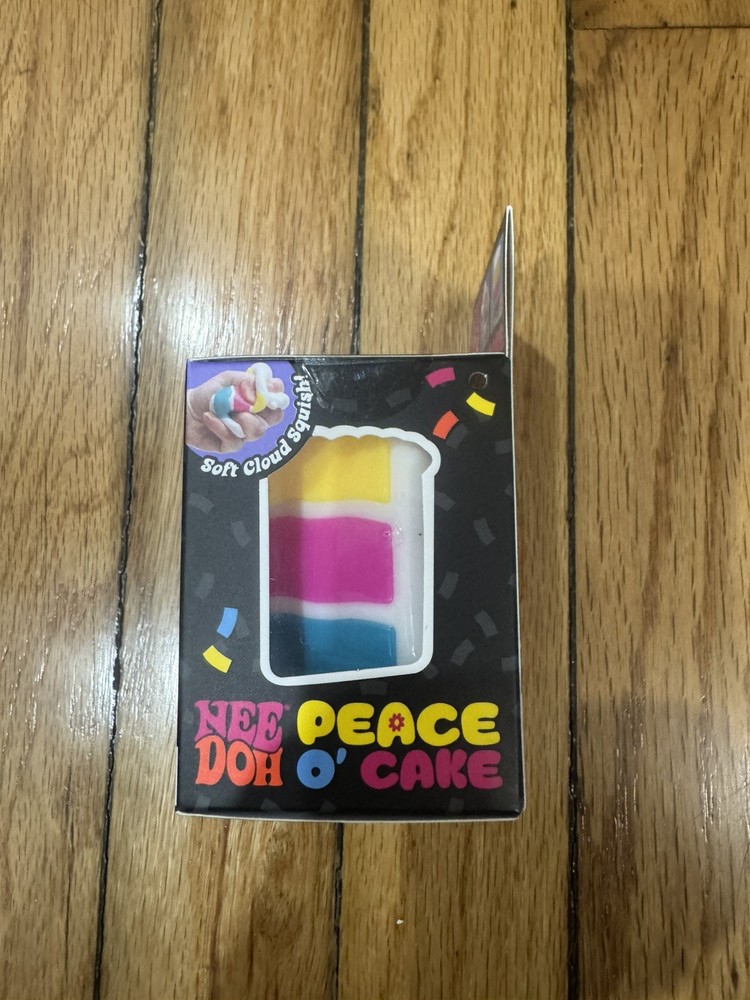 Soft Cloud Squish!
NEE PEACE
DOH O' CAKE